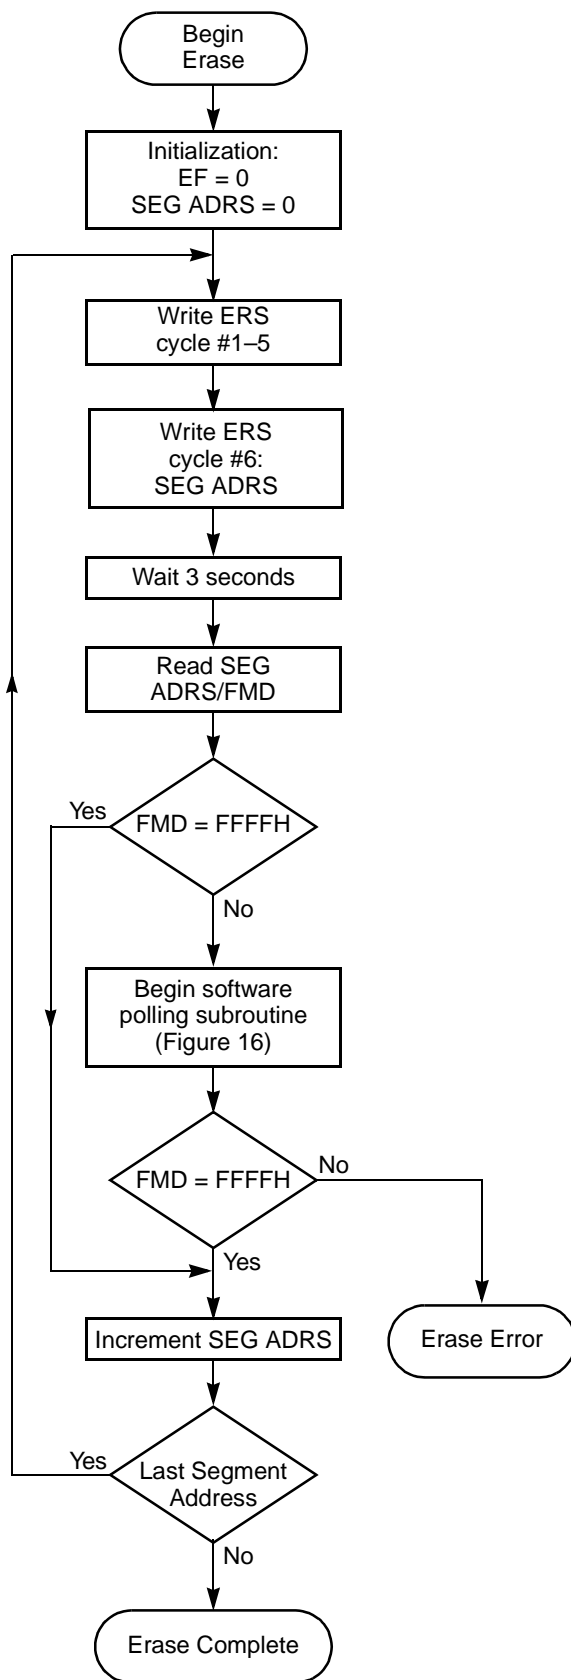 Begin
Erase
Initialization:
EF = 0
SEG ADRS = 0
Write ERS
cycle #1–5
Write ERS
cycle #6:
SEG ADRS
Wait 3 seconds
Read SEG
ADRS/FMD
Yes
FMD = FFFFH
No
Begin software
polling subroutine
(Figure 16)
FMD = FFFFH
No
Yes
Increment SEG ADRS
Erase Error
Yes
Last Segment
Address
No
Erase Complete